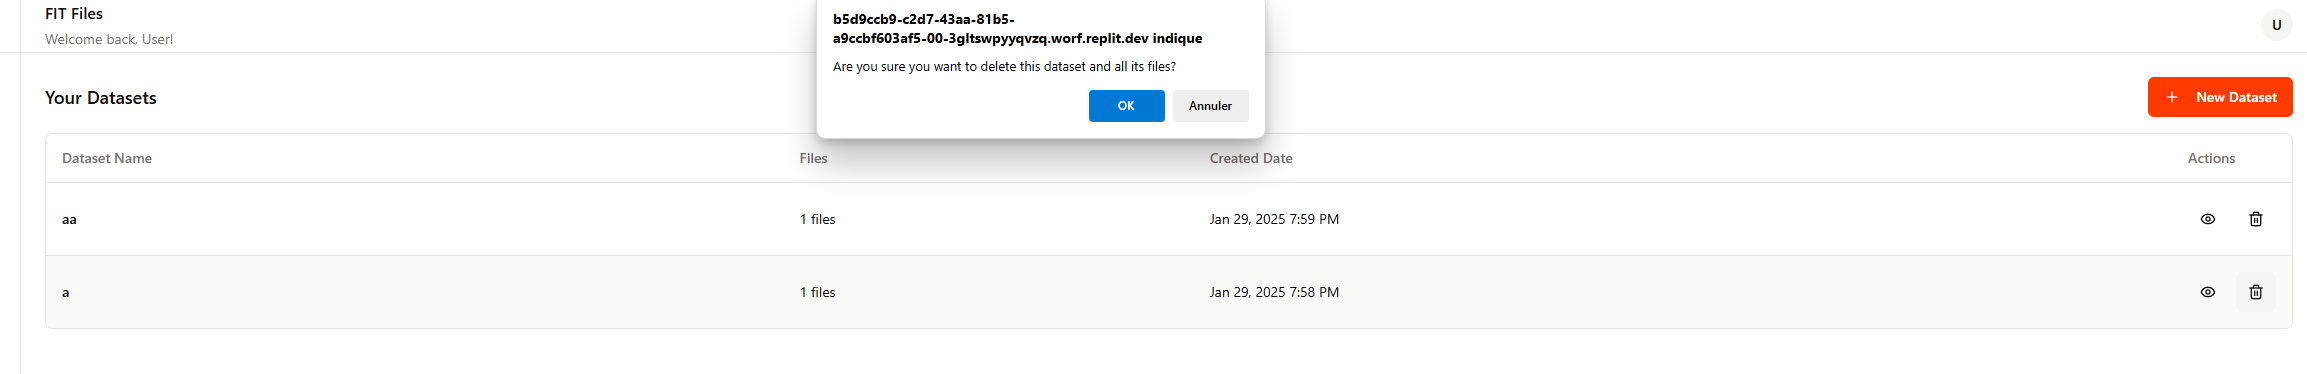 FIT Files
Welcome back, User!
U
b5d9ccb9-c2d7-43aa-81b5-
a9ccbf603af5-00-3gltswpyyqvzq.worf.replit.dev indique
Are you sure you want to delete this dataset and all its files?
OK Annuler
Your Datasets
+ New Dataset
Dataset Name Files Created Date Actions
aa 1 files Jan 29, 2025 7:59 PM
a 1 files Jan 29, 2025 7:58 PM